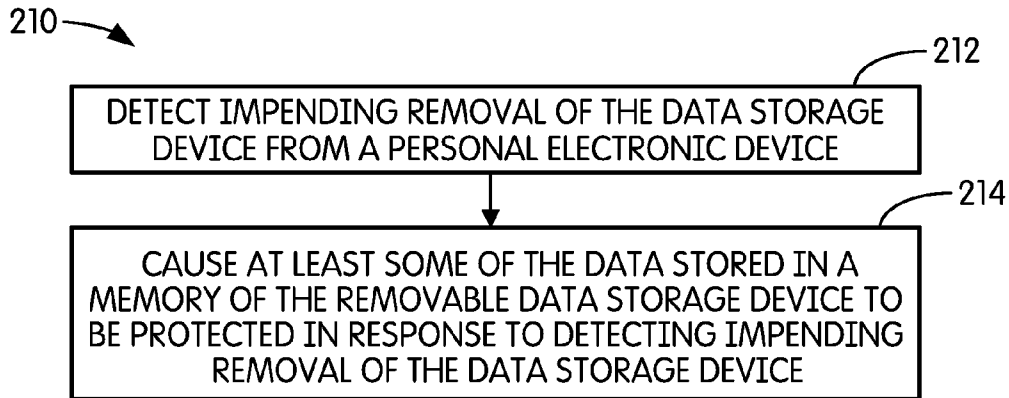 210
212
DETECT IMPENDING REMOVAL OF THE DATA STORAGE
DEVICE FROM A PERSONAL ELECTRONIC DEVICE
214
CAUSE AT LEAST SOME OF THE DATA STORED IN A
MEMORY OF THE REMOVABLE DATA STORAGE DEVICE TO
BE PROTECTED IN RESPONSE TO DETECTING IMPENDING
REMOVAL OF THE DATA STORAGE DEVICE